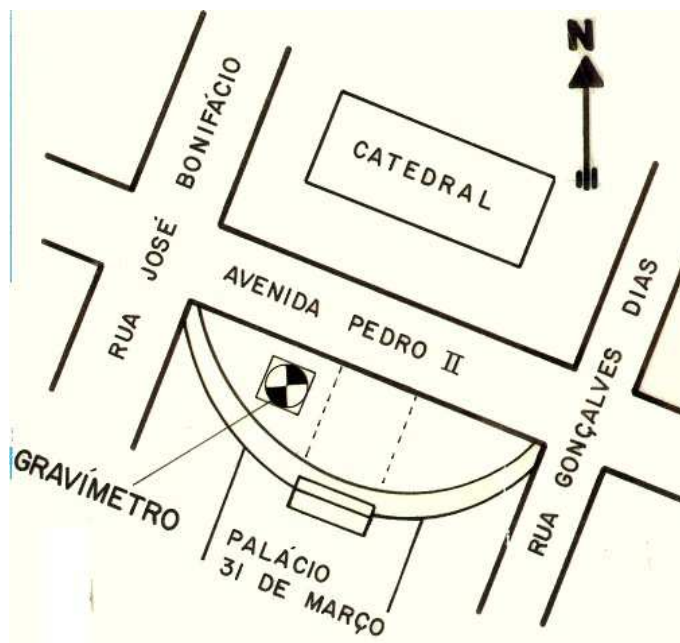 N
RUA JOSÉ BONIFÁCIO
CATEDRAL
AVENIDA PEDRO II
RUA GONÇALVES DIAS
GRAVÍMETRO
PALÁCIO
31 DE MARÇO